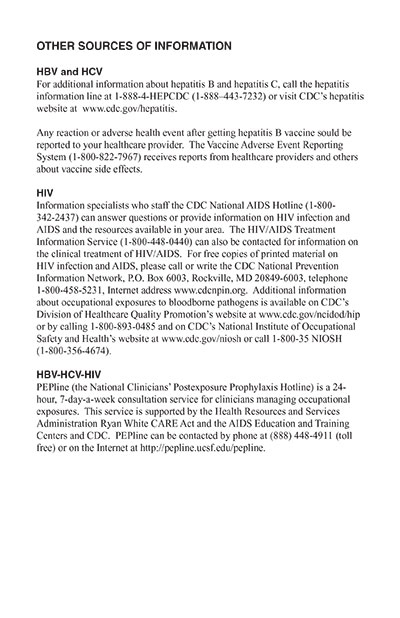 OTHER SOURCES OF INFORMATION
HBV and HCV
For additional information about hepatitis B and hepatitis C, call the hepatitis
information line at 1-888-4-HEPCDC (1-888–443-7232) or visit CDC’s hepatitis
website at www.cdc.gov/hepatitis.
Any reaction or adverse health event after getting hepatitis B vaccine sould be
reported to your healthcare provider. The Vaccine Adverse Event Reporting
System (1-800-822-7967) receives reports from healthcare providers and others
about vaccine side effects.
HIV
Information specialists who staff the CDC National AIDS Hotline (1-800-
342-2437) can answer questions or provide information on HIV infection and
AIDS and the resources available in your area. The HIV/AIDS Treatment
Information Service (1-800-448-0440) can also be contacted for information on
the clinical treatment of HIV/AIDS. For free copies of printed material on
HIV infection and AIDS, please call or write the CDC National Prevention
Information Network, P.O. Box 6003, Rockville, MD 20849-6003, telephone
1-800-458-5231, Internet address www.cdcnpin.org. Additional information
about occupational exposures to bloodborne pathogens is available on CDC’s
Division of Healthcare Quality Promotion’s website at www.cdc.gov/ncidod/hip
or by calling 1-800-893-0485 and on CDC’s National Institute of Occupational
Safety and Health’s website at www.cdc.gov/niosh or call 1-800-35 NIOSH
(1-800-356-4674).
HBV-HCV-HIV
PEPline (the National Clinicians’ Postexposure Prophylaxis Hotline) is a 24-
hour, 7-day-a-week consultation service for clinicians managing occupational
exposures. This service is supported by the Health Resources and Services
Administration Ryan White CARE Act and the AIDS Education and Training
Centers and CDC. PEPline can be contacted by phone at (888) 448-4911 (toll
free) or on the Internet at http://pepline.ucsf.edu/pepline.